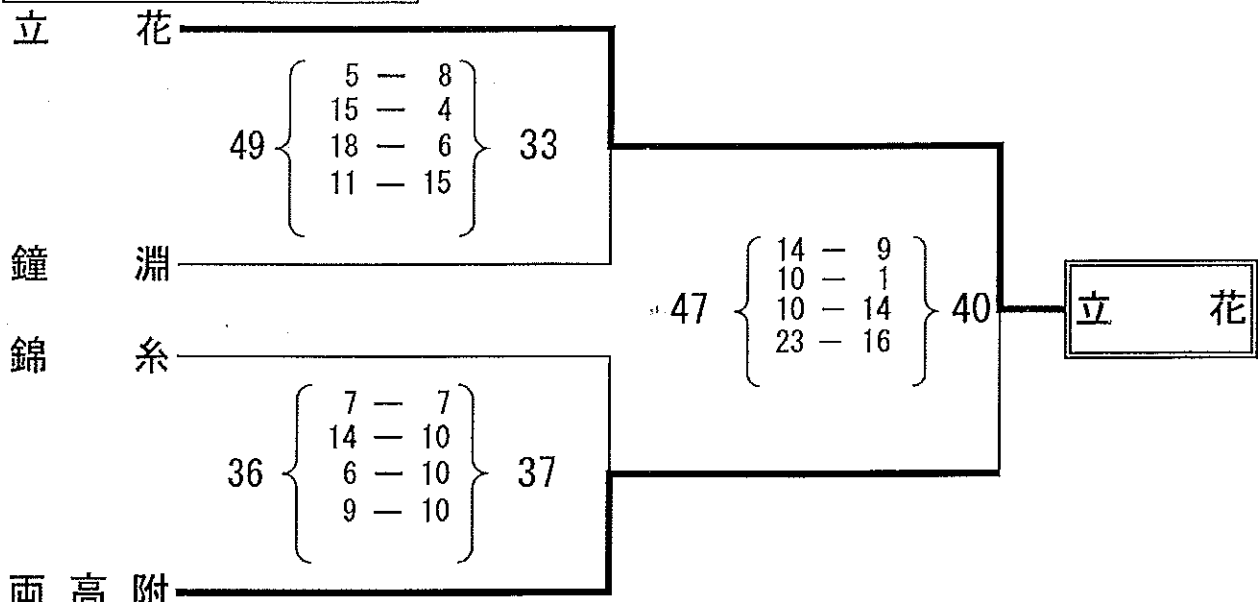 立 花
5 — 8
15 — 4
49 18 — 6 33
11 — 15
鐘 淵
14 — 9
10 — 1
47 10 — 14 40
23 — 16
立 花
錦 糸
7 — 7
14 — 10
36 6 — 10 37
9 — 10
両 高 附